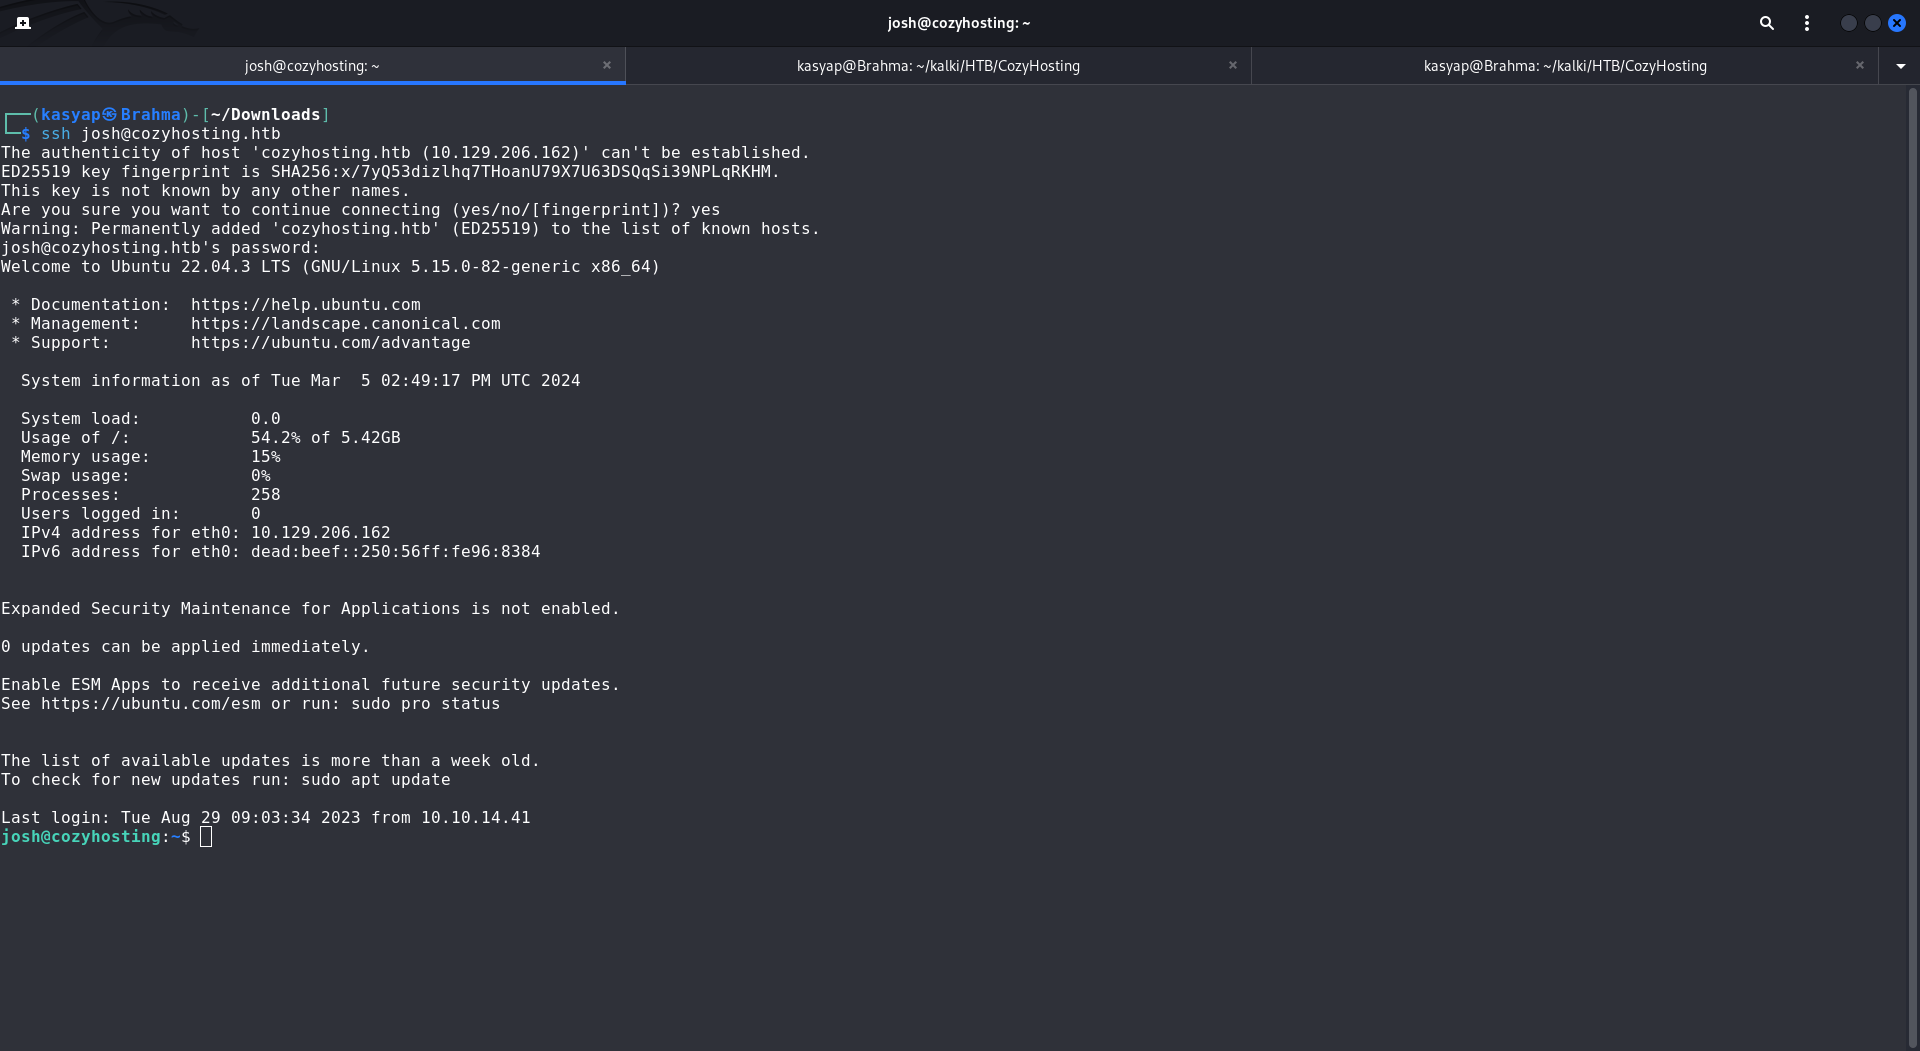 josh@cozyhosting: ~
josh@cozyhosting: ~
kasyap@Brahma: ~/kalki/HTB/CozyHosting
kasyap@Brahma: ~/kalki/HTB/CozyHosting
┌──(kasyap㉿Brahma)-[~/Downloads]
└─$ ssh josh@cozyhosting.htb
The authenticity of host 'cozyhosting.htb (10.129.206.162)' can't be established.
ED25519 key fingerprint is SHA256:x/7yQ53dizlhq7THoanU79X7U63DSQqSi39NPLqRKHM.
This key is not known by any other names.
Are you sure you want to continue connecting (yes/no/[fingerprint])? yes
Warning: Permanently added 'cozyhosting.htb' (ED25519) to the list of known hosts.
josh@cozyhosting.htb's password:
Welcome to Ubuntu 22.04.3 LTS (GNU/Linux 5.15.0-82-generic x86_64)
* Documentation:  https://help.ubuntu.com
* Management:     https://landscape.canonical.com
* Support:        https://ubuntu.com/advantage
System information as of Tue Mar  5 02:49:17 PM UTC 2024
System load:           0.0
Usage of /:            54.2% of 5.42GB
Memory usage:          15%
Swap usage:            0%
Processes:             258
Users logged in:       0
IPv4 address for eth0: 10.129.206.162
IPv6 address for eth0: dead:beef::250:56ff:fe96:8384
Expanded Security Maintenance for Applications is not enabled.
0 updates can be applied immediately.
Enable ESM Apps to receive additional future security updates.
See https://ubuntu.com/esm or run: sudo pro status
The list of available updates is more than a week old.
To check for new updates run: sudo apt update
Last login: Tue Aug 29 09:03:34 2023 from 10.10.14.41
josh@cozyhosting:~$